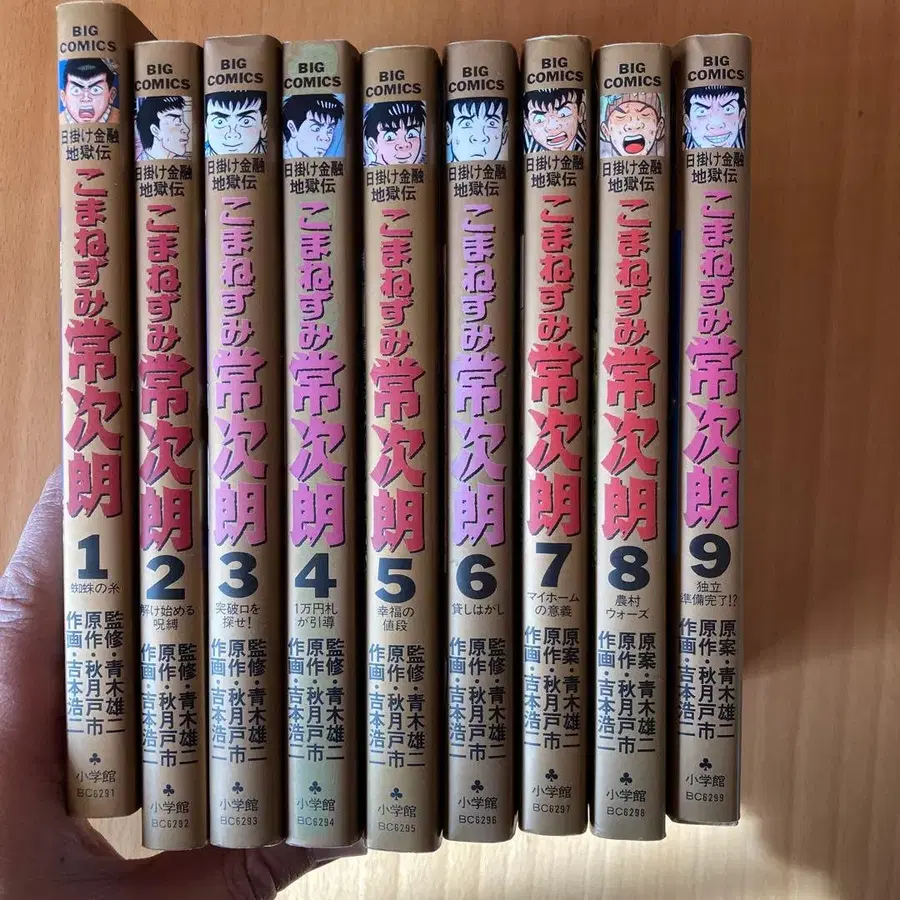 BIG
COMICS
日掛け金融
地獄伝
こまねずみ常次朗
1
蜘蛛の糸
監修・青木雄二
原作・秋月戸市
作画・吉本浩二
小学館
BC6291
BIG
COMICS
日掛け金融
地獄伝
こまねずみ常次朗
2
解け始める
呪縛
監修・青木雄二
原作・秋月戸市
作画・吉本浩二
小学館
BC6292
BIG
COMICS
日掛け金融
地獄伝
こまねずみ常次朗
3
突破口を
探せ!
監修・青木雄二
原作・秋月戸市
作画・吉本浩二
小学館
BC6293
BIG
COMICS
日掛け金融
地獄伝
こまねずみ常次朗
4
1万円札
が引導
監修・青木雄二
原作・秋月戸市
作画・吉本浩二
小学館
BC6294
BIG
COMICS
日掛け金融
地獄伝
こまねずみ常次朗
5
幸福の
値段
監修・青木雄二
原作・秋月戸市
作画・吉本浩二
小学館
BC6295
BIG
COMICS
日掛け金融
地獄伝
こまねずみ常次朗
6
貸しはがし
監修・青木雄二
原作・秋月戸市
作画・吉本浩二
小学館
BC6296
BIG
COMICS
日掛け金融
地獄伝
こまねずみ常次朗
7
マイホーム
の意義
原案・青木雄二
原作・秋月戸市
作画・吉本浩二
小学館
BC6297
BIG
COMICS
日掛け金融
地獄伝
こまねずみ常次朗
8
農村
ウォーズ
原案・青木雄二
原作・秋月戸市
作画・吉本浩二
小学館
BC6298
BIG
COMICS
日掛け金融
地獄伝
こまねずみ常次朗
9
独立
準備完了!?
原案・青木雄二
原作・秋月戸市
作画・吉本浩二
小学館
BC6299